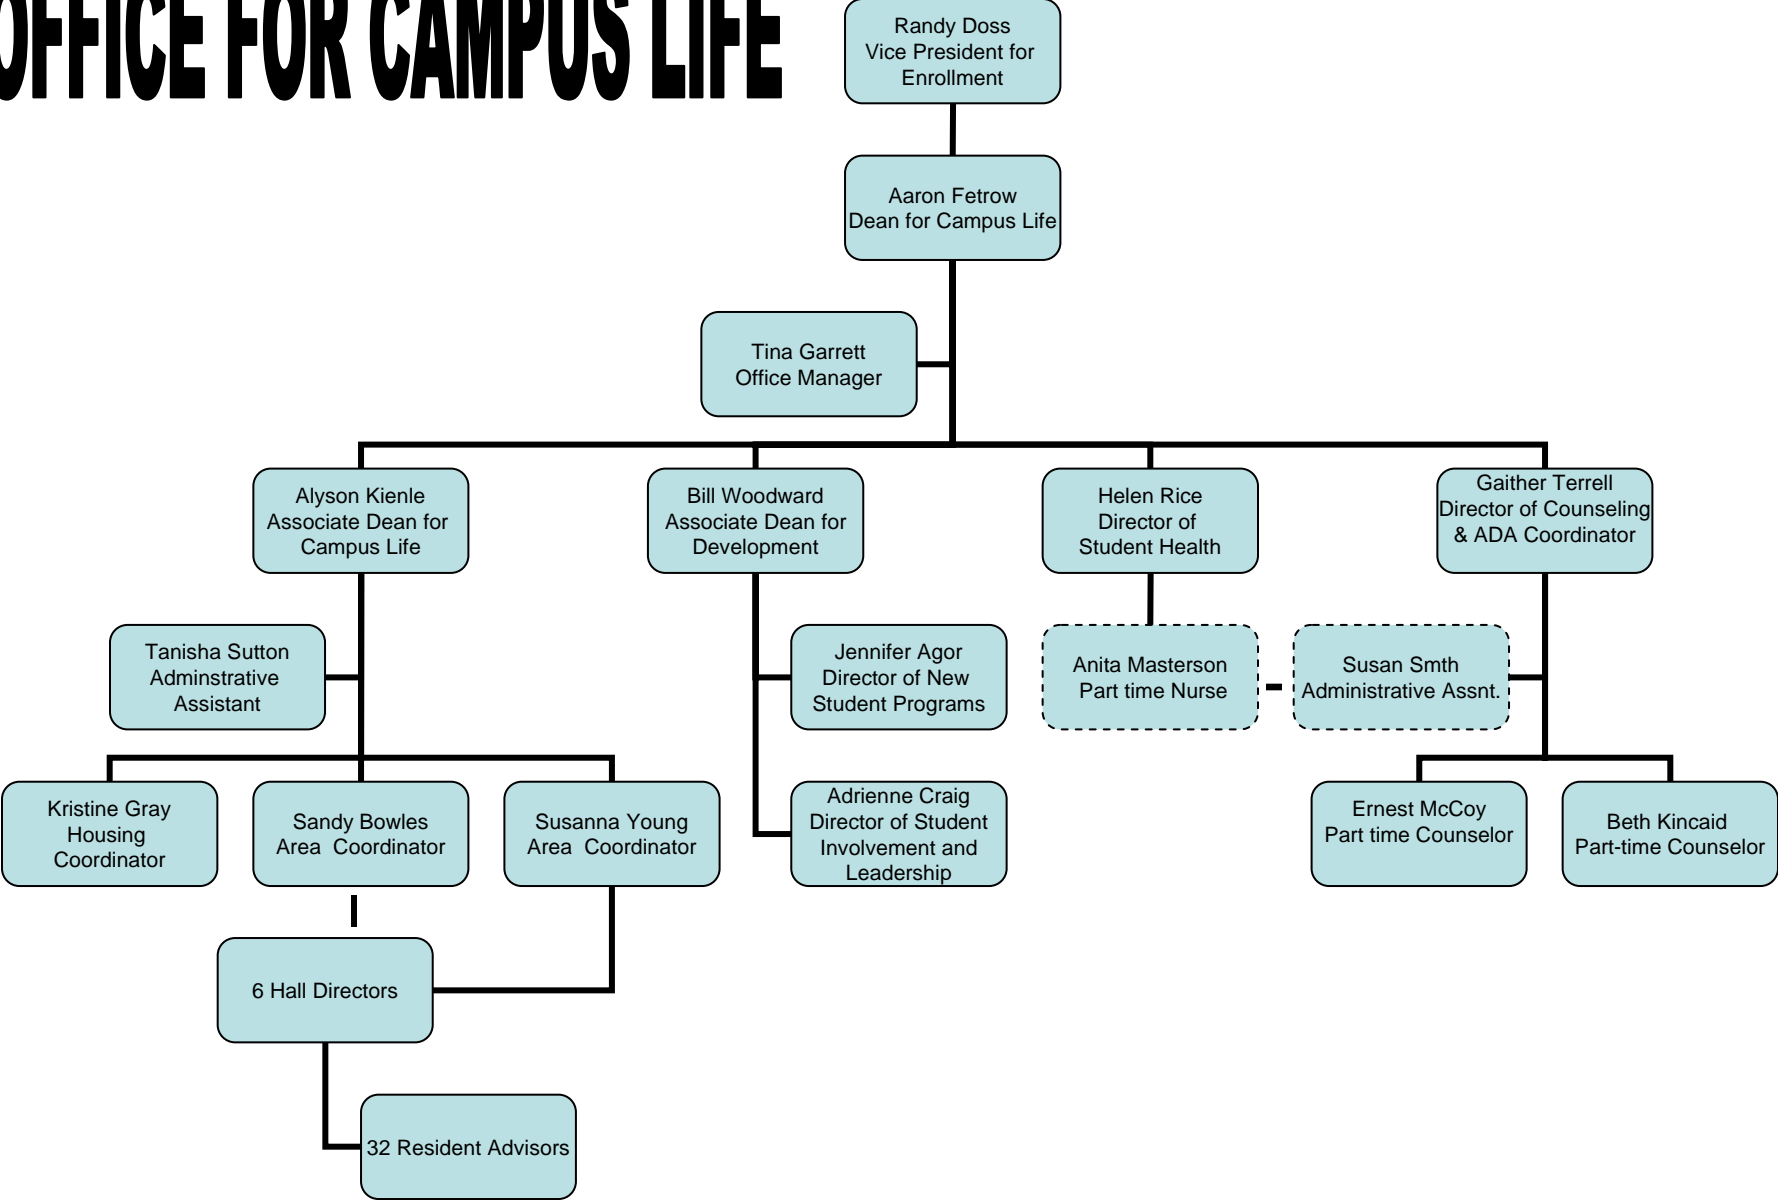 OFFICE FOR CAMPUS LIFE
Randy Doss
Vice President for
Enrollment
Aaron Fetrow
Dean for Campus Life
Tina Garrett
Office Manager
Alyson Kienle
Associate Dean for
Campus Life
Bill Woodward
Associate Dean for
Development
Helen Rice
Director of
Student Health
Gaither Terrell
Director of Counseling
& ADA Coordinator
Tanisha Sutton
Adminstrative
Assistant
Jennifer Agor
Director of New
Student Programs
Anita Masterson
Part time Nurse
Susan Smth
Administrative Assnt.
Kristine Gray
Housing
Coordinator
Sandy Bowles
Area  Coordinator
Susanna Young
Area  Coordinator
Adrienne Craig
Director of Student
Involvement and
Leadership
Ernest McCoy
Part time Counselor
Beth Kincaid
Part-time Counselor
6 Hall Directors
32 Resident Advisors